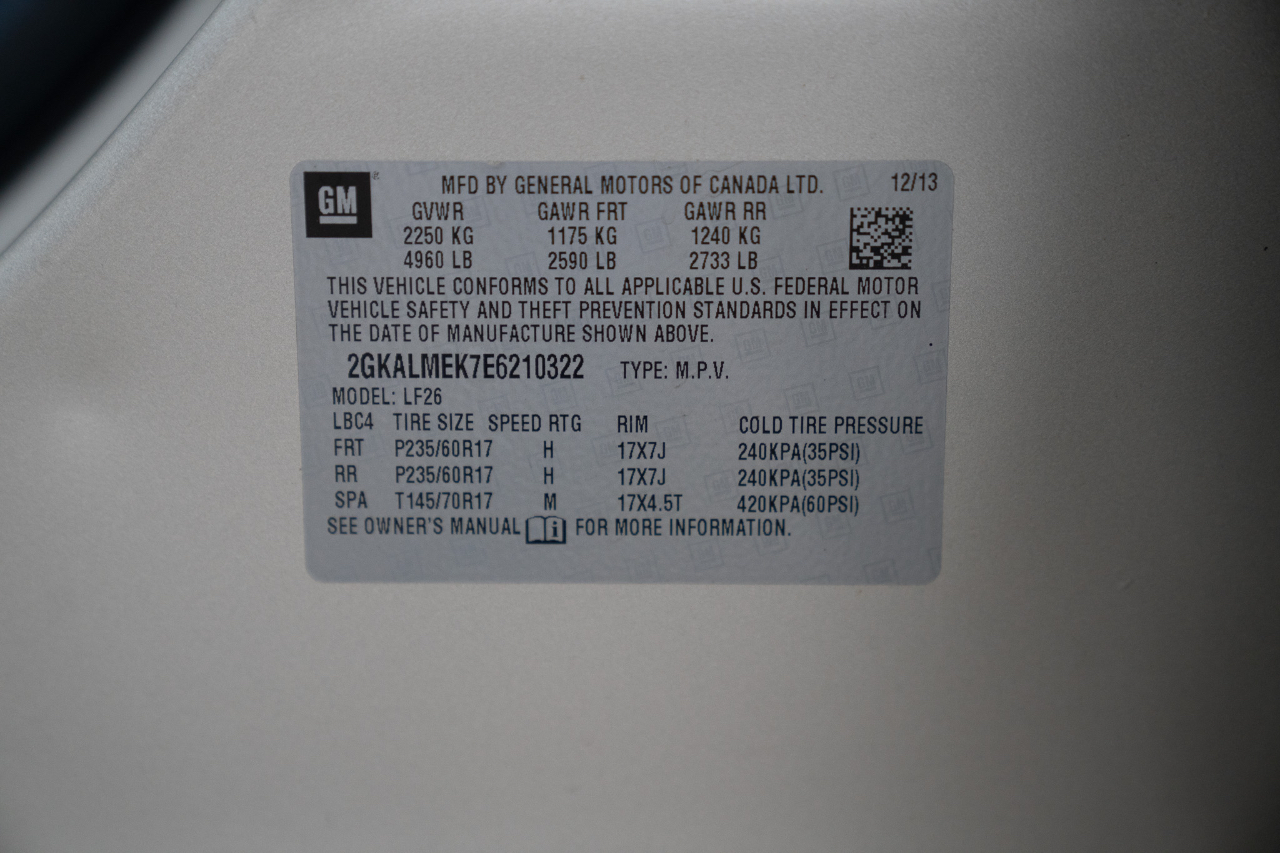 GM
MFD BY GENERAL MOTORS OF CANADA LTD. 12/13
GVWR GAWR FRT GAWR RR
2250 KG 1175 KG 1240 KG
4960 LB 2590 LB 2733 LB
THIS VEHICLE CONFORMS TO ALL APPLICABLE U.S. FEDERAL MOTOR
VEHICLE SAFETY AND THEFT PREVENTION STANDARDS IN EFFECT ON
THE DATE OF MANUFACTURE SHOWN ABOVE.
2GKALMEK7E6210322 TYPE: M.P.V.
MODEL: LF26
LBC4 TIRE SIZE SPEED RTG RIM COLD TIRE PRESSURE
FRT P235/60R17 H 17X7J 240KPA(35PSI)
RR P235/60R17 H 17X7J 240KPA(35PSI)
SPA T145/70R17 M 17X4.5T 420KPA(60PSI)
SEE OWNER'S MANUAL i FOR MORE INFORMATION.